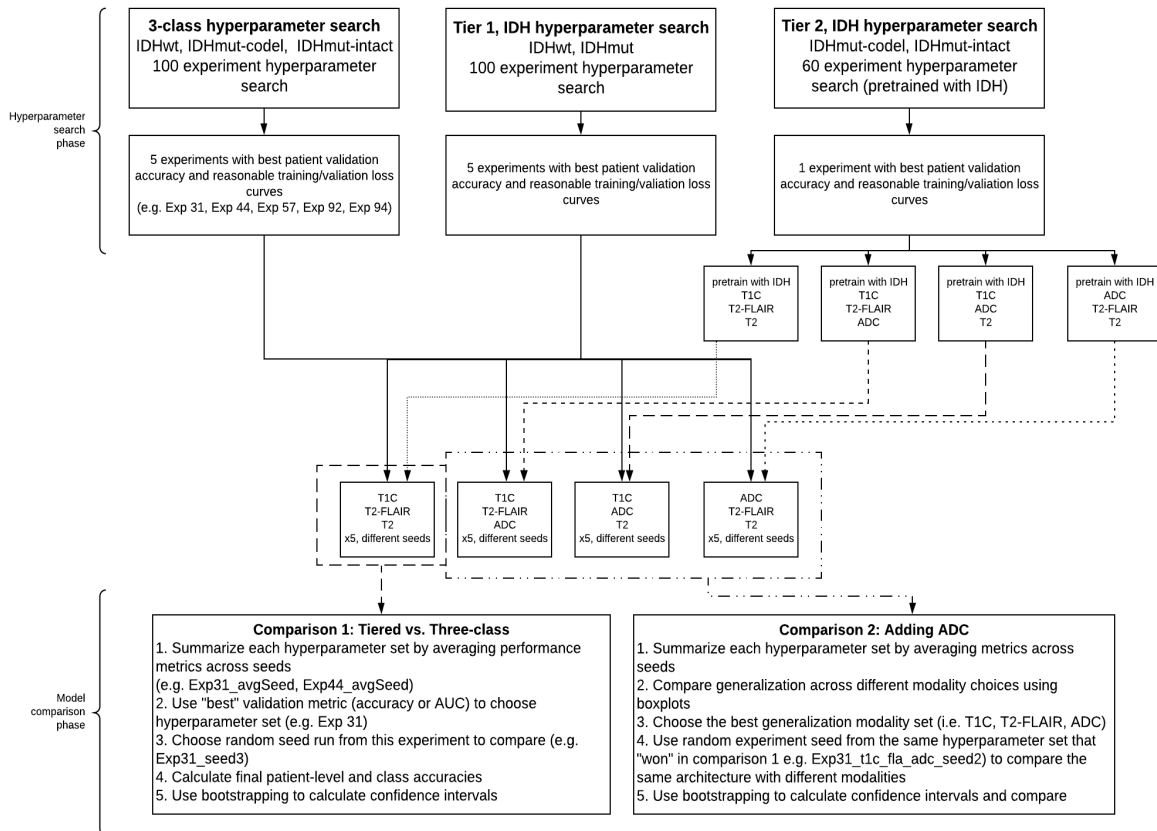 3-class hyperparameter search
IDHwt, IDHmut-codel, IDHmut-intact
100 experiment hyperparameter
search
Tier 1, IDH hyperparameter search
IDHwt, IDHmut
100 experiment hyperparameter
search
Tier 2, IDH hyperparameter search
IDHmut-codel, IDHmut-intact
60 experiment hyperparameter
search (pretrained with IDH)
Hyperparameter
search
phase
5 experiments with best patient validation
accuracy and reasonable training/valiation loss
curves
(e.g. Exp 31, Exp 44, Exp 57, Exp 92, Exp 94)
5 experiments with best patient validation
accuracy and reasonable training/valiation loss
curves
1 experiment with best patient validation
accuracy and reasonable training/valiation loss
curves
pretrain with IDH
T1C
T2-FLAIR
T2
pretrain with IDH
T1C
T2-FLAIR
ADC
pretrain with IDH
T1C
ADC
T2
pretrain with IDH
ADC
T2-FLAIR
T2
T1C
T2-FLAIR
T2
x5, different seeds
T1C
T2-FLAIR
ADC
x5, different seeds
T1C
ADC
T2
x5, different seeds
ADC
T2-FLAIR
T2
x5, different seeds
Model
comparison
phase
Comparison 1: Tiered vs. Three-class
1. Summarize each hyperparameter set by averaging performance
metrics across seeds
(e.g. Exp31_avgSeed, Exp44_avgSeed)
2. Use "best" validation metric (accuracy or AUC) to choose
hyperparameter set (e.g. Exp 31)
3. Choose random seed run from this experiment to compare (e.g.
Exp31_seed3)
4. Calculate final patient-level and class accuracies
5. Use bootstrapping to calculate confidence intervals
Comparison 2: Adding ADC
1. Summarize each hyperparameter set by averaging metrics across
seeds
2. Compare generalization across different modality choices using
boxplots
3. Choose the best generalization modality set (i.e. T1C, T2-FLAIR, ADC)
4. Use random experiment seed from the same hyperparameter set that
"won" in comparison 1 e.g. Exp31_t1c_fla_adc_seed2) to compare the
same architecture with different modalities
5. Use bootstrapping to calculate confidence intervals and compare